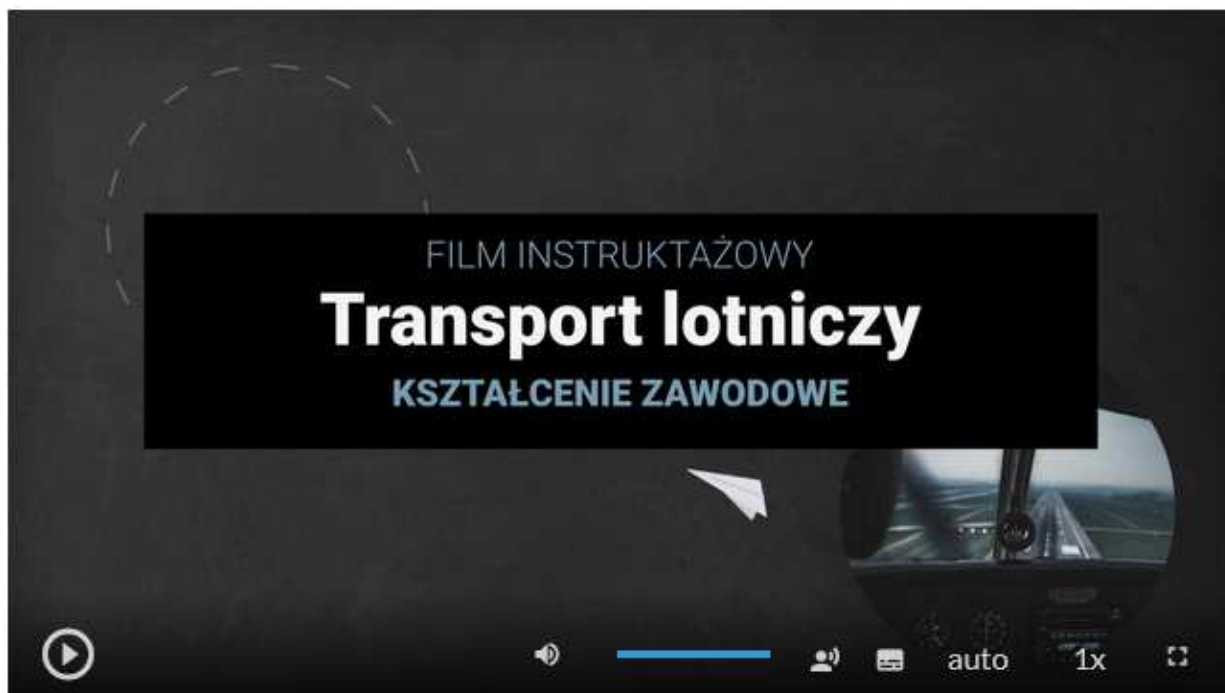 FILM INSTRUKTAŻOWY
Transport lotniczy
KSZTAŁCENIE ZAWODOWE
auto 1x